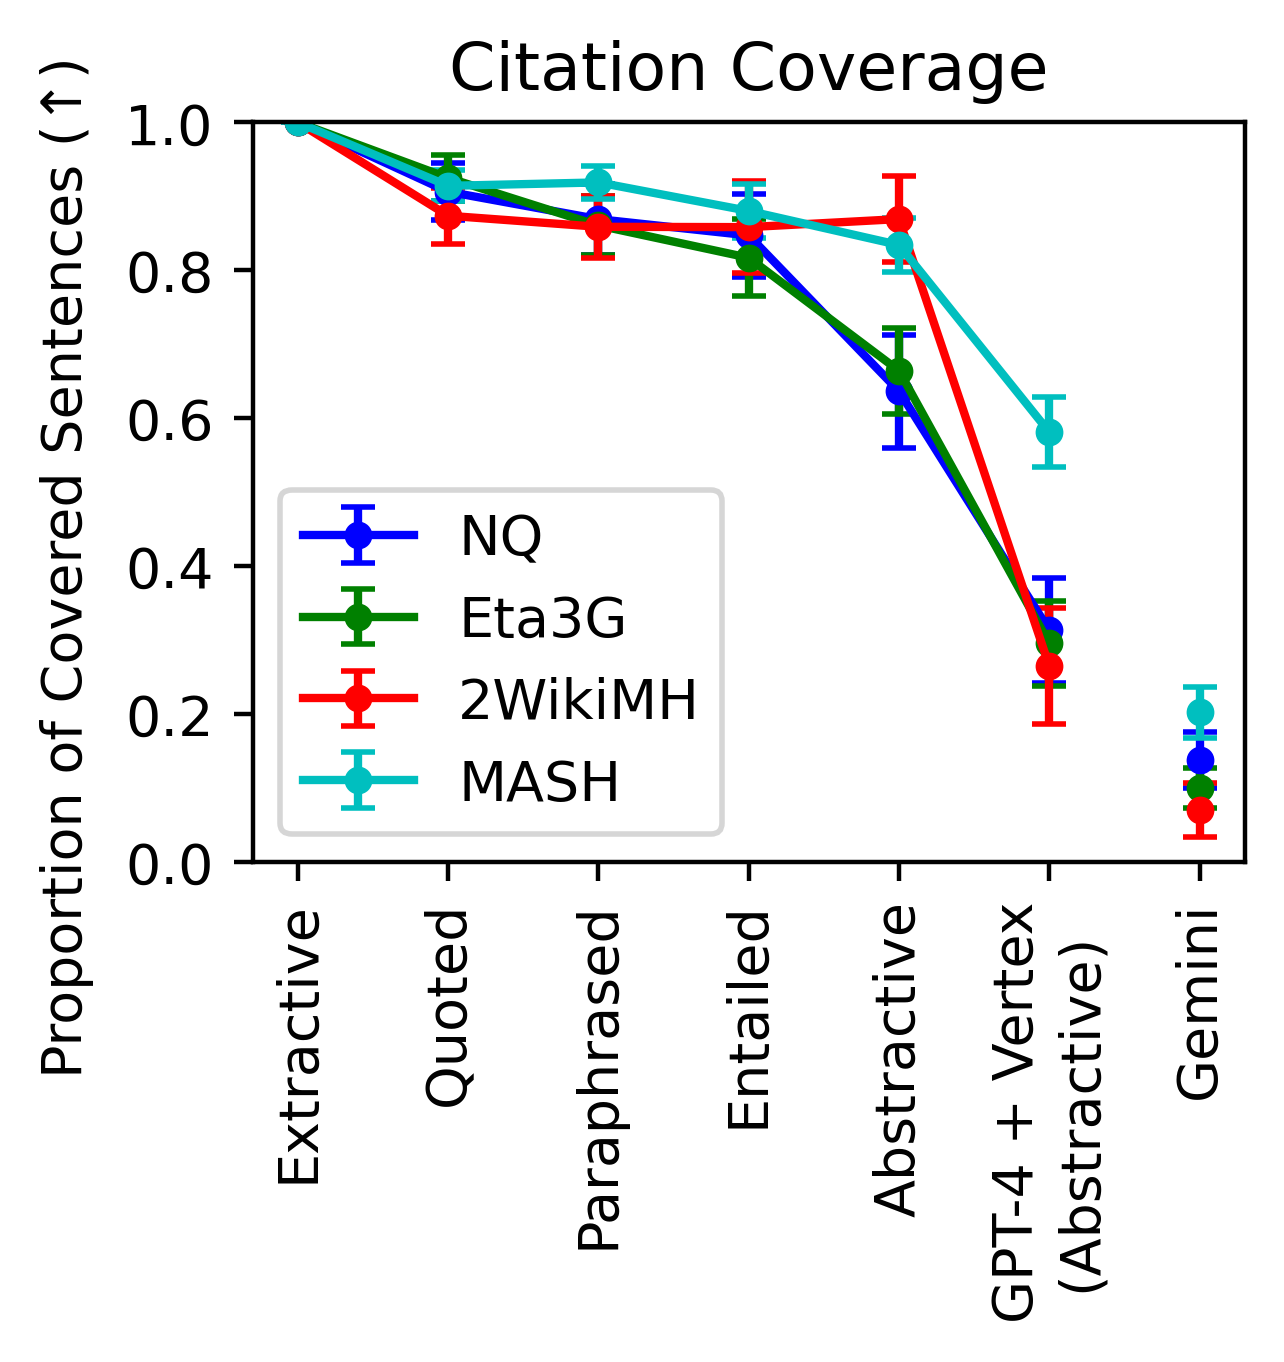 Citation Coverage
Proportion of Covered Sentences (↑)
1.0
0.8
0.6
0.4
0.2
0.0
NQ
Eta3G
2WikiMH
MASH
Extractive
Quoted
Paraphrased
Entailed
Abstractive
GPT-4 + Vertex
(Abstractive)
Gemini